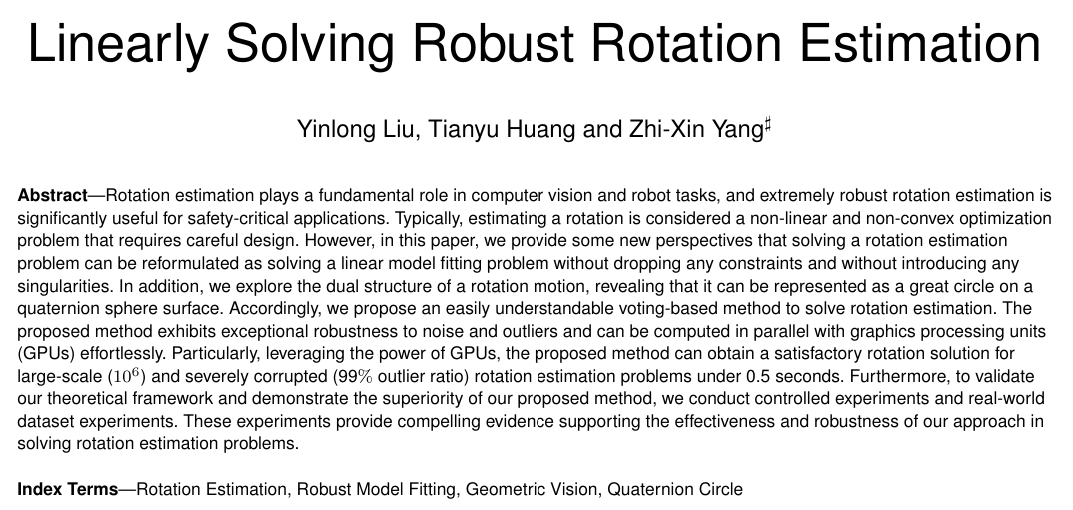 Linearly Solving Robust Rotation Estimation
Yinlong Liu, Tianyu Huang and Zhi-Xin Yang♯
Abstract—Rotation estimation plays a fundamental role in computer vision and robot tasks, and extremely robust rotation estimation is
significantly useful for safety-critical applications. Typically, estimating a rotation is considered a non-linear and non-convex optimization
problem that requires careful design. However, in this paper, we provide some new perspectives that solving a rotation estimation
problem can be reformulated as solving a linear model fitting problem without dropping any constraints and without introducing any
singularities. In addition, we explore the dual structure of a rotation motion, revealing that it can be represented as a great circle on a
quaternion sphere surface. Accordingly, we propose an easily understandable voting-based method to solve rotation estimation. The
proposed method exhibits exceptional robustness to noise and outliers and can be computed in parallel with graphics processing units
(GPUs) effortlessly. Particularly, leveraging the power of GPUs, the proposed method can obtain a satisfactory rotation solution for
large-scale (10⁶) and severely corrupted (99% outlier ratio) rotation estimation problems under 0.5 seconds. Furthermore, to validate
our theoretical framework and demonstrate the superiority of our proposed method, we conduct controlled experiments and real-world
dataset experiments. These experiments provide compelling evidence supporting the effectiveness and robustness of our approach in
solving rotation estimation problems.
Index Terms—Rotation Estimation, Robust Model Fitting, Geometric Vision, Quaternion Circle